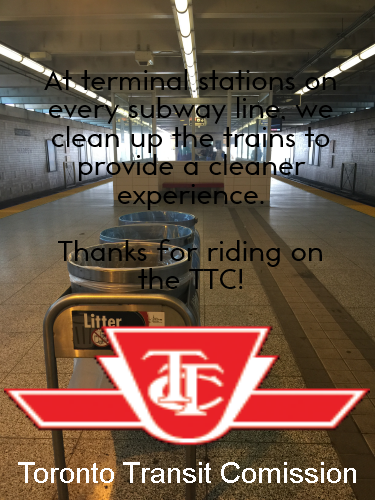 At terminal stations on
every subway line, we
clean up the trains to
provide a cleaner
experience.
Thanks for riding on
the TTC!
Litter
TTC
Toronto Transit Comission